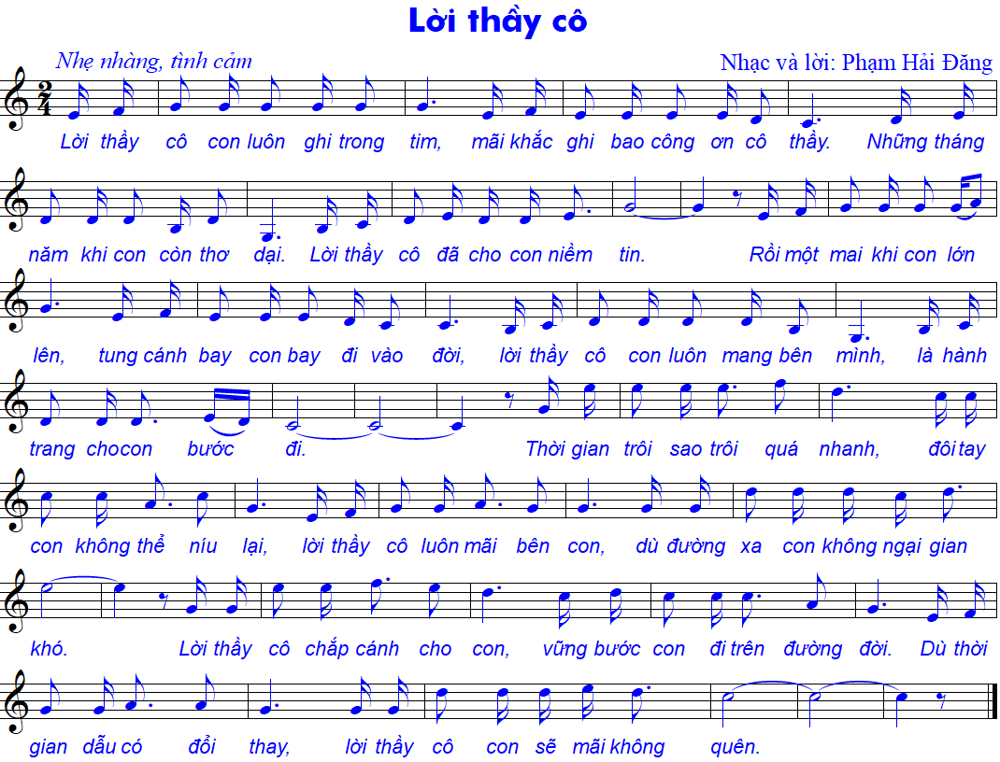 Lời thầy cô
Nhẹ nhàng, tình cảm
Nhạc và lời: Phạm Hải Đăng
2
4
Lời thầy cô con luôn ghi trong tim, mãi khắc ghi bao công ơn cô thầy. Những tháng
năm khi con còn thơ dại. Lời thầy cô đã cho con niềm tin. Rồi một mai khi con lớn
lên, tung cánh bay con bay đi vào đời, lời thầy cô con luôn mang bên mình, là hành
trang chocon bước đi. Thời gian trôi sao trôi quá nhanh, đôi tay
con không thể níu lại, lời thầy cô luôn mãi bên con, dù đường xa con không ngại gian
khó. Lời thầy cô chắp cánh cho con, vững bước con đi trên đường đời. Dù thời
gian dẫu có đổi thay, lời thầy cô con sẽ mãi không quên.